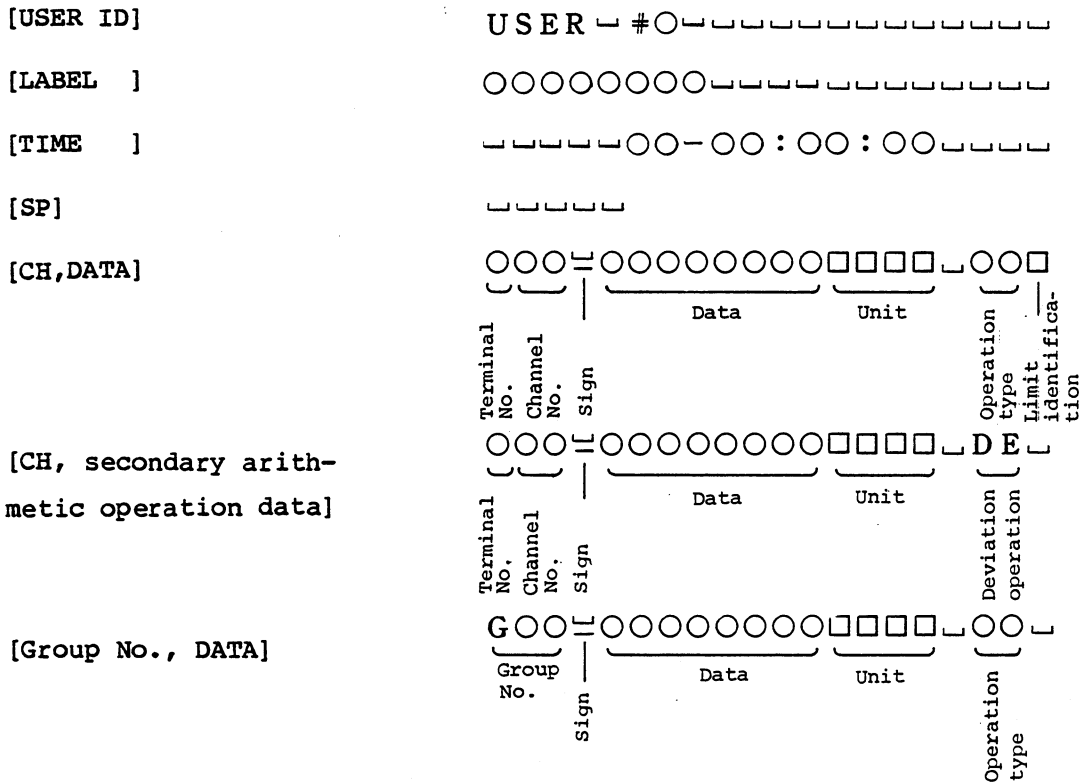 [USER ID] USER ␣ #○␣␣␣␣␣␣␣␣␣␣␣␣␣
[LABEL ] ○○○○○○○○␣␣␣␣␣␣␣␣␣␣␣␣
[TIME ] ␣␣␣␣␣○○-○○:○○:○○␣␣␣␣
[SP] ␣␣␣␣␣
[CH,DATA] ○○○␣○○○○○○○○□□□□␣○○□
Data Unit
Terminal
No.
Channel
No.
Sign
Operation
type
Limit
identifica-
tion
[CH, secondary arith-
metic operation data]
○○○␣○○○○○○○○□□□□␣DE␣
Data Unit
Terminal
No.
Channel
No.
Sign
Deviation
operation
[Group No., DATA] G○○␣○○○○○○○○□□□□␣○○␣
Group
No.
Data Unit
Sign
Operation
type